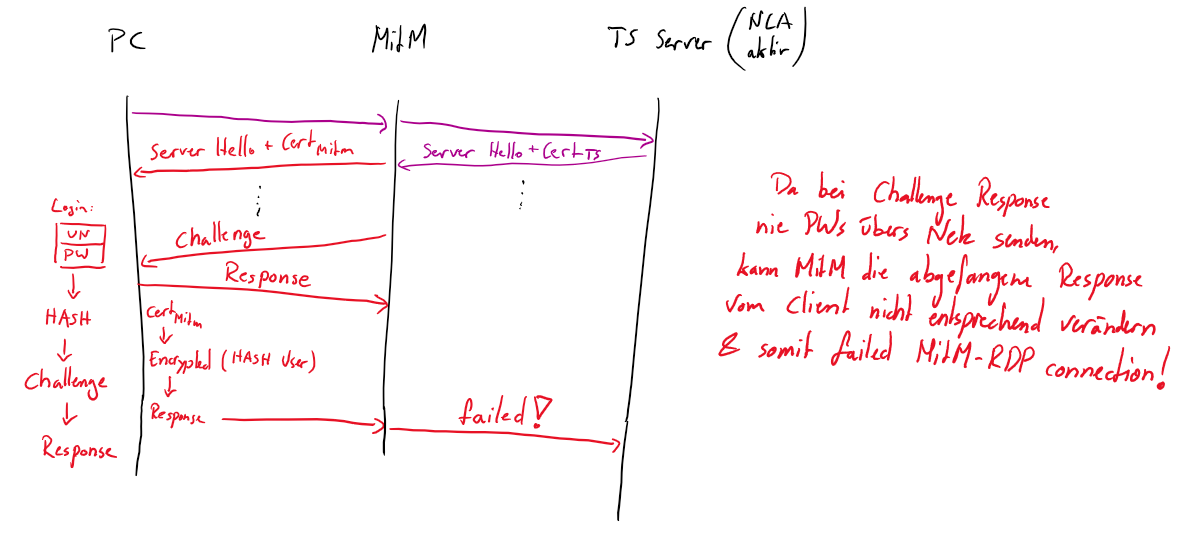 PC
MitM
TS Server (NLA aktiv)
Server Hello + Cert MitM
Server Hello + Cert TS
Login:
UN
PW
Challenge
Response
HASH
Challenge
Response
Cert MitM
Encrypted (HASH User)
Response
failed!
Da bei Challenge Response
nie PWs übers Netz senden,
kann MitM die abgefangene Response
vom Client nicht entsprechend verändern
& somit failed MitM-RDP connection!